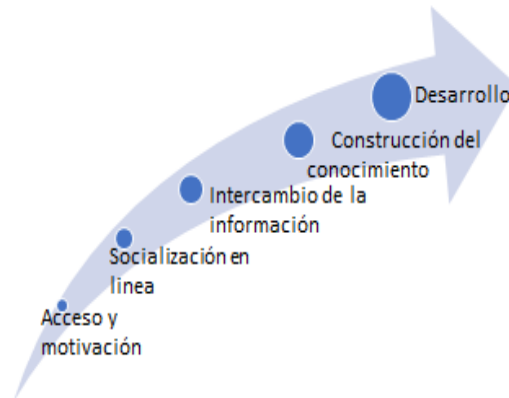 Desarrollo
Construcción del
conocimiento
Intercambio de la
información
Socialización en
linea
Acceso y
motivación